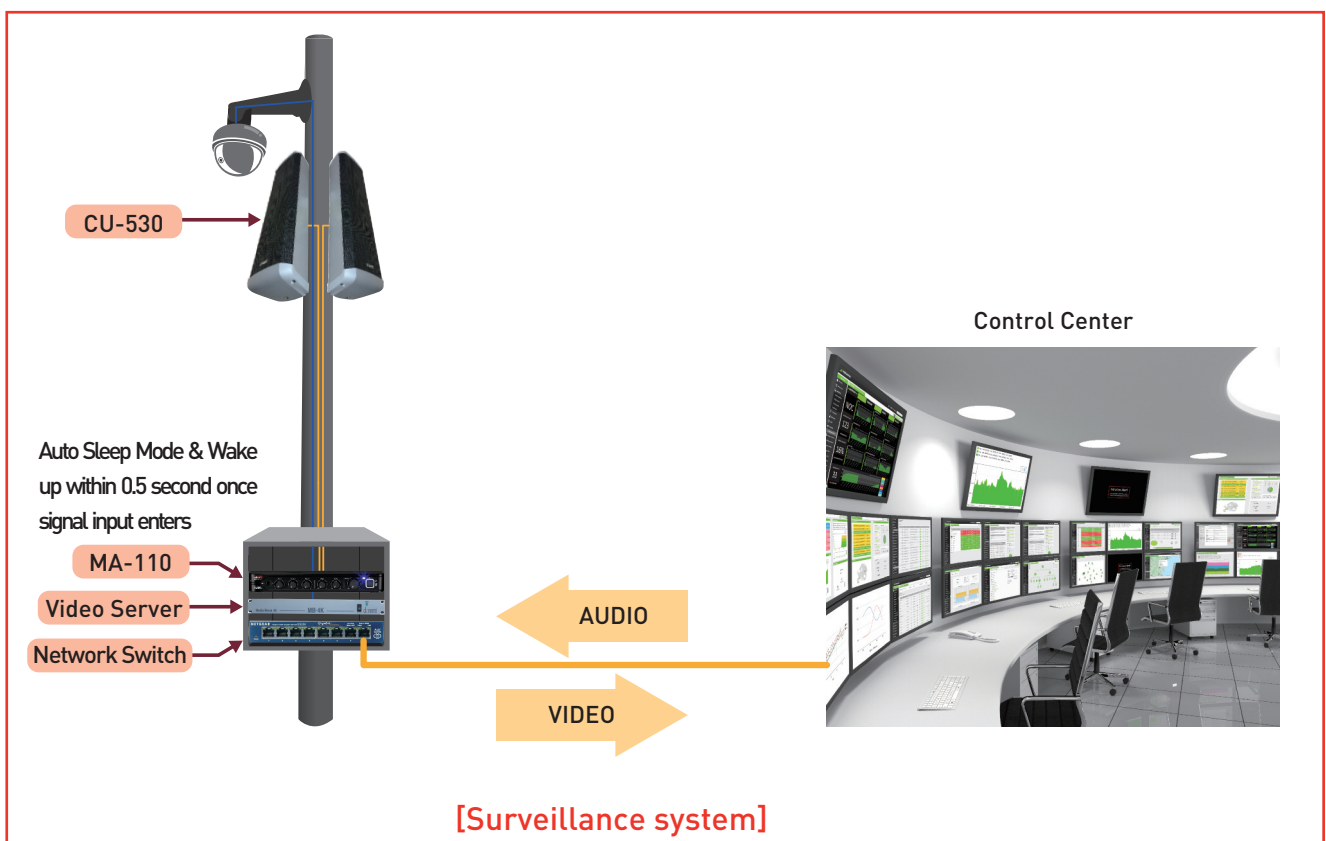 CU-530
Control Center
Auto Sleep Mode & Wake
up within 0.5 second once
signal input enters
MA-110
Video Server
Network Switch
NETGEAR
AUDIO
VIDEO
[Surveillance system]